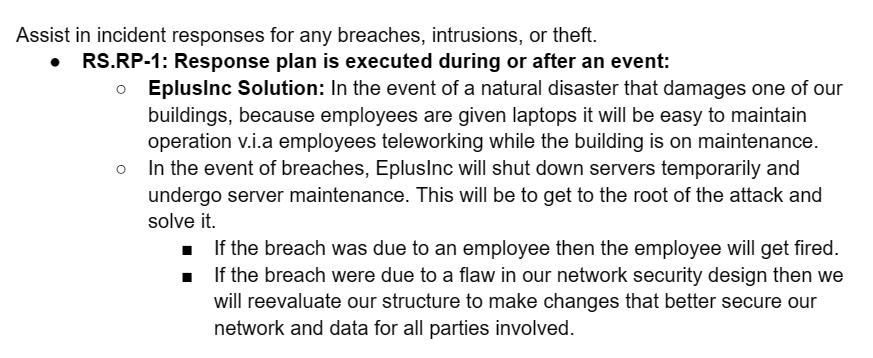 Assist in incident responses for any breaches, intrusions, or theft.
● RS.RP-1: Response plan is executed during or after an event:
○ EplusInc Solution: In the event of a natural disaster that damages one of our
buildings, because employees are given laptops it will be easy to maintain
operation v.i.a employees teleworking while the building is on maintenance.
○ In the event of breaches, EplusInc will shut down servers temporarily and
undergo server maintenance. This will be to get to the root of the attack and
solve it.
■ If the breach was due to an employee then the employee will get fired.
■ If the breach were due to a flaw in our network security design then we
will reevaluate our structure to make changes that better secure our
network and data for all parties involved.